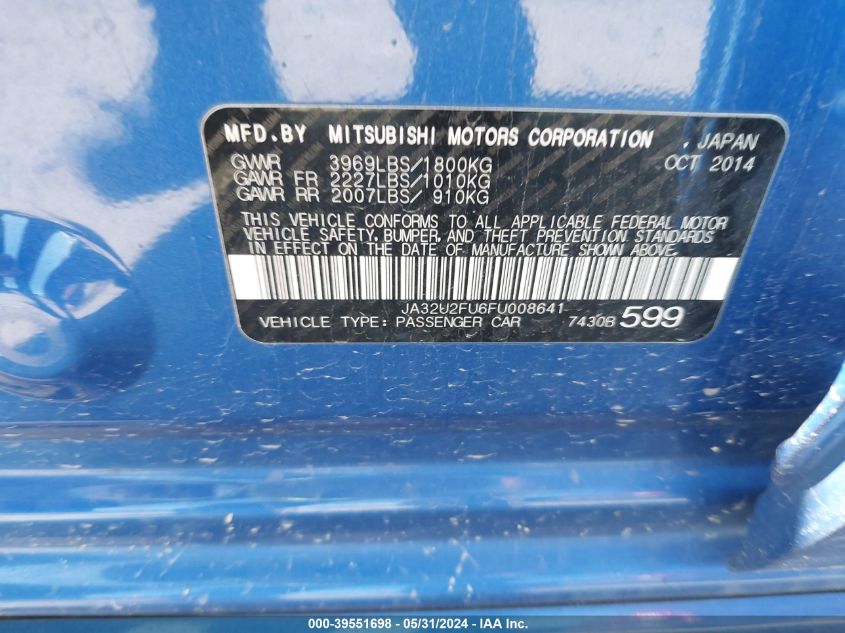 MFD.BY MITSUBISHI MOTORS CORPORATION , JAPAN
GVWR 3969LBS/1800KG OCT 2014
GAWR FR 2227LBS/1010KG
GAWR RR 2007LBS/ 910KG
THIS VEHICLE CONFORMS TO ALL APPLICABLE FEDERAL MOTOR
VEHICLE SAFETY, BUMPER, AND THEFT PREVENTION STANDARDS
IN EFFECT ON THE DATE OF MANUFACTURE SHOWN ABOVE.
JA32U2FU6FU008641
VEHICLE TYPE: PASSENGER CAR 7430B 599
000-39551698 - 05/31/2024 - IAA Inc.